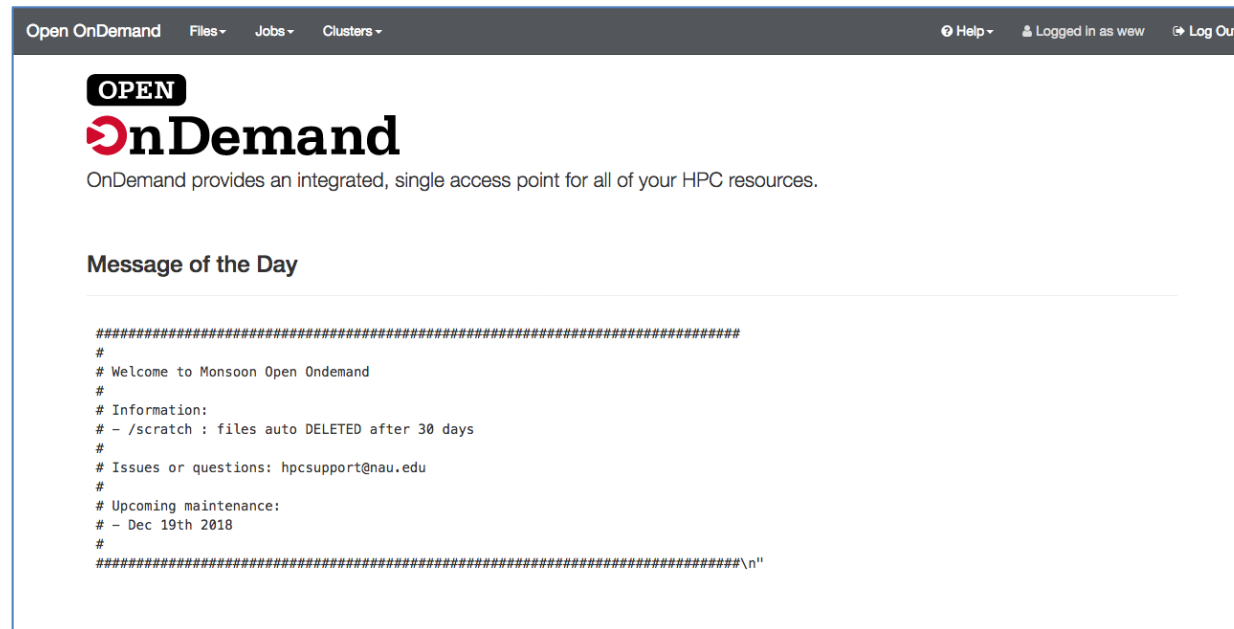 Open OnDemand Files Jobs Clusters Help Logged in as wew Log Ou
OPEN
OnDemand
OnDemand provides an integrated, single access point for all of your HPC resources.
Message of the Day
################################################################################
#
# Welcome to Monsoon Open Ondemand
#
# Information:
# - /scratch : files auto DELETED after 30 days
#
# Issues or questions: hpcsupport@nau.edu
#
# Upcoming maintenance:
# - Dec 19th 2018
#
################################################################################\n"